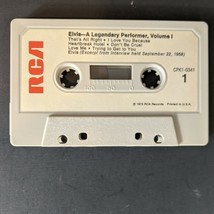 Elvis—A Legendary Performer, Volume I
That's All Right • I Love You Because
Heartbreak Hotel • Don't Be Cruel
Love Me • Trying to Get to You
Elvis (Excerpt from interview held September 22, 1958)
RCA
CPK1-0341
1
℗ 1973 RCA Records
Printed in U.S.A.